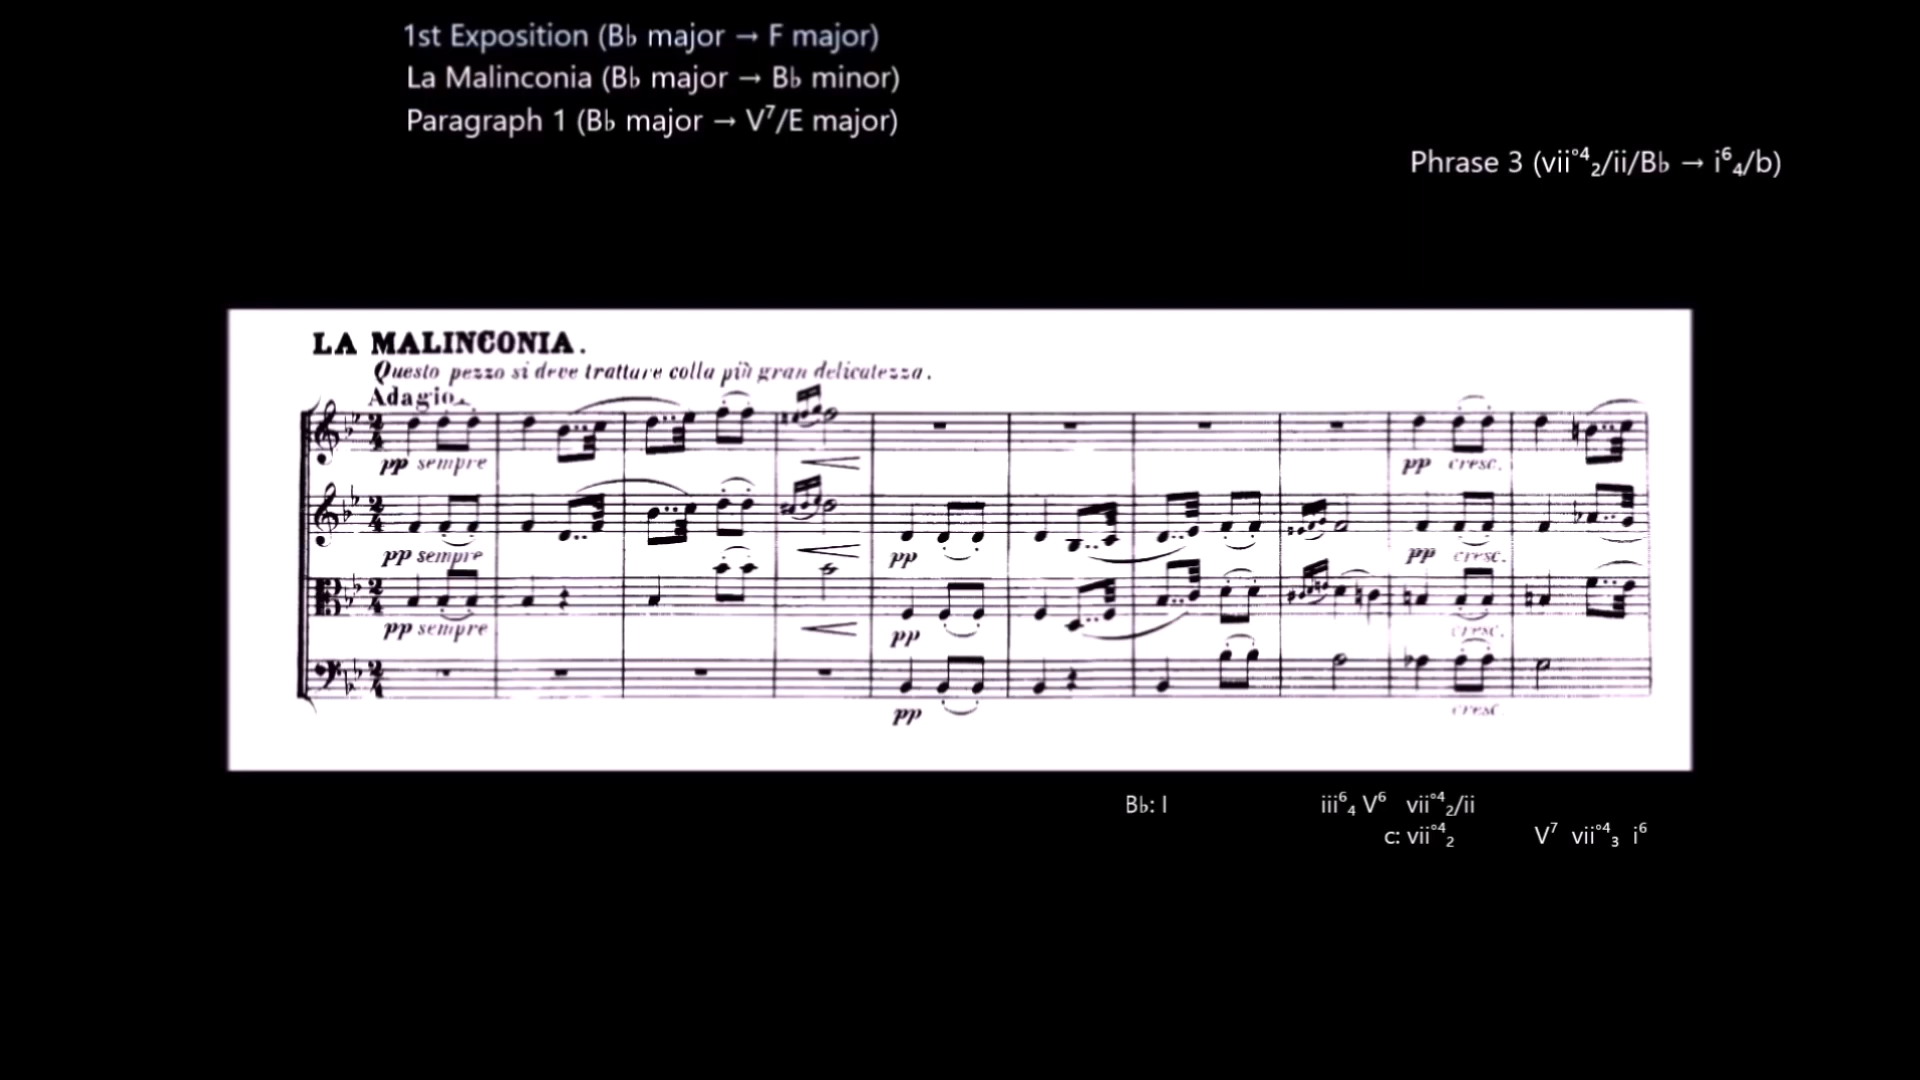 1st Exposition (B♭ major → F major)
La Malinconia (B♭ major → B♭ minor)
Paragraph 1 (B♭ major → V⁷/E major)
Phrase 3 (vii°⁴₂/ii/B♭ → i⁶₄/b)
LA MALINCONIA.
Questo pezzo si deve trattare colla più gran delicatezza.
Adagio.
pp sempre
pp cresc.
pp sempre
pp
pp cresc.
pp sempre
pp
cresc.
pp
cresc.
B♭: I iii⁶₄ V⁶ vii°⁴₂/ii
c: vii°⁴₂ V⁷ vii°⁴₃ i⁶